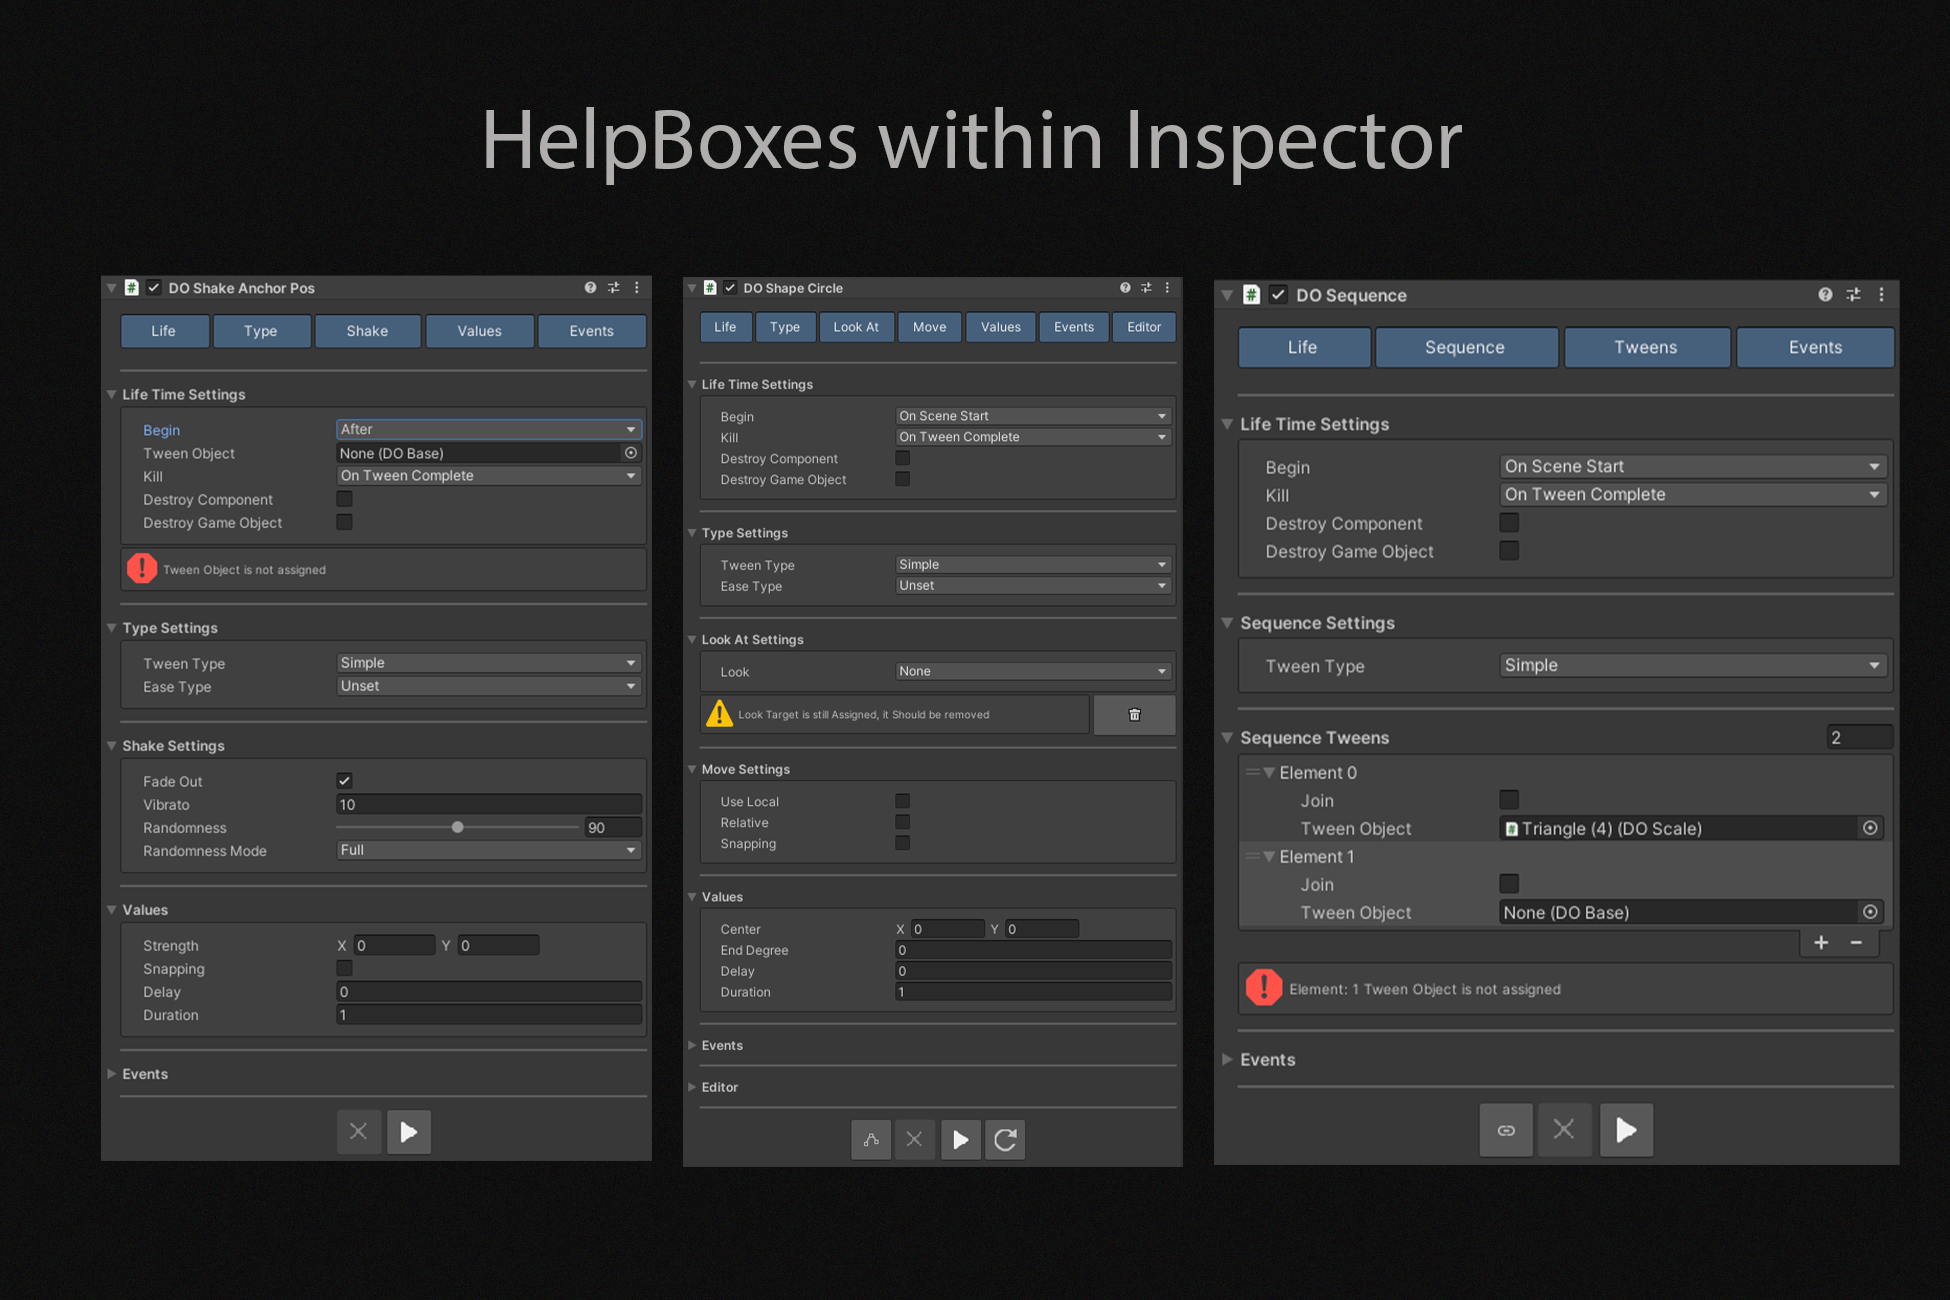 HelpBoxes within Inspector
DO Shake Anchor Pos
Life Type Shake Values Events
Life Time Settings
Begin After
Tween Object None (DO Base)
Kill On Tween Complete
Destroy Component
Destroy Game Object
Tween Object is not assigned
Type Settings
Tween Type Simple
Ease Type Unset
Shake Settings
Fade Out
Vibrato 10
Randomness 90
Randomness Mode Full
Values
Strength X 0 Y 0
Snapping
Delay 0
Duration 1
Events
DO Shape Circle
Life Type Look At Move Values Events Editor
Life Time Settings
Begin On Scene Start
Kill On Tween Complete
Destroy Component
Destroy Game Object
Type Settings
Tween Type Simple
Ease Type Unset
Look At Settings
Look None
Look Target is still Assigned, it Should be removed
Move Settings
Use Local
Relative
Snapping
Values
Center X 0 Y 0
End Degree 0
Delay 0
Duration 1
Events
Editor
DO Sequence
Life Sequence Tweens Events
Life Time Settings
Begin On Scene Start
Kill On Tween Complete
Destroy Component
Destroy Game Object
Sequence Settings
Tween Type Simple
Sequence Tweens 2
Element 0
Join
Tween Object Triangle (4) (DO Scale)
Element 1
Join
Tween Object None (DO Base)
Element: 1 Tween Object is not assigned
Events